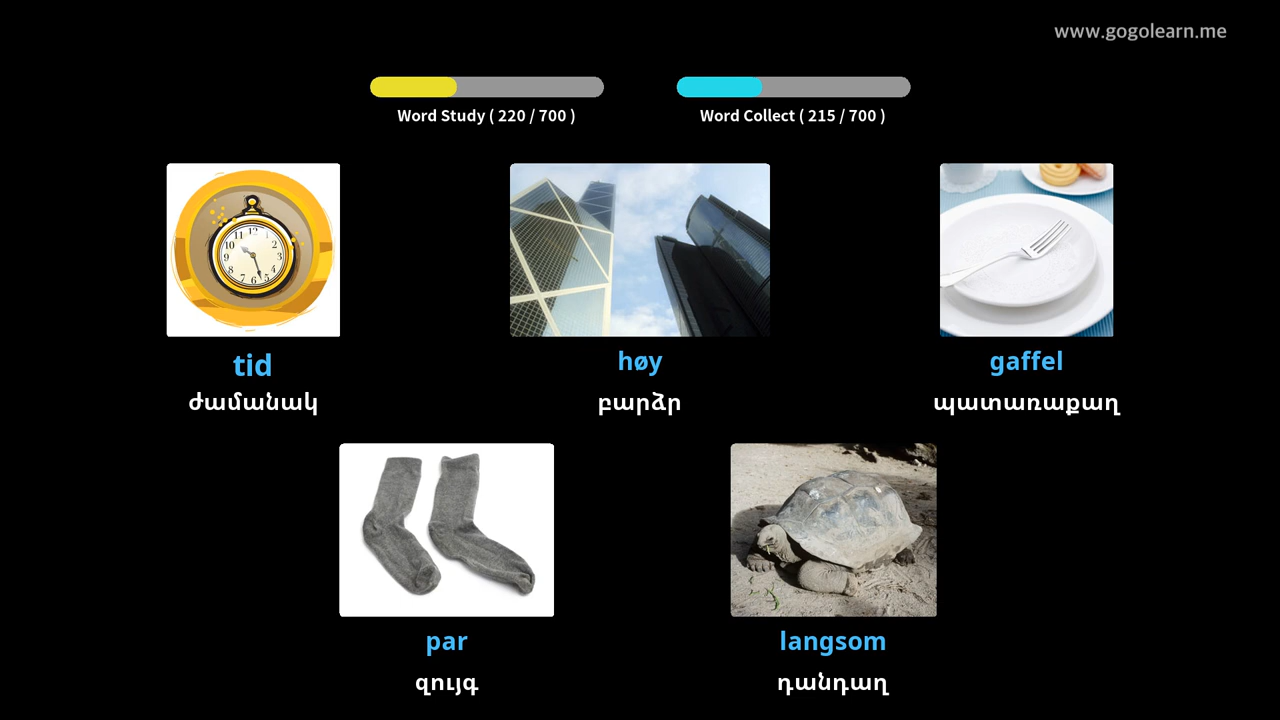 www.gogolearn.me
Word Study ( 220 / 700 )
Word Collect ( 215 / 700 )
tid
ժամանակ
høy
բարձր
gaffel
պատառաքաղ
par
զույգ
langsom
դանդաղ